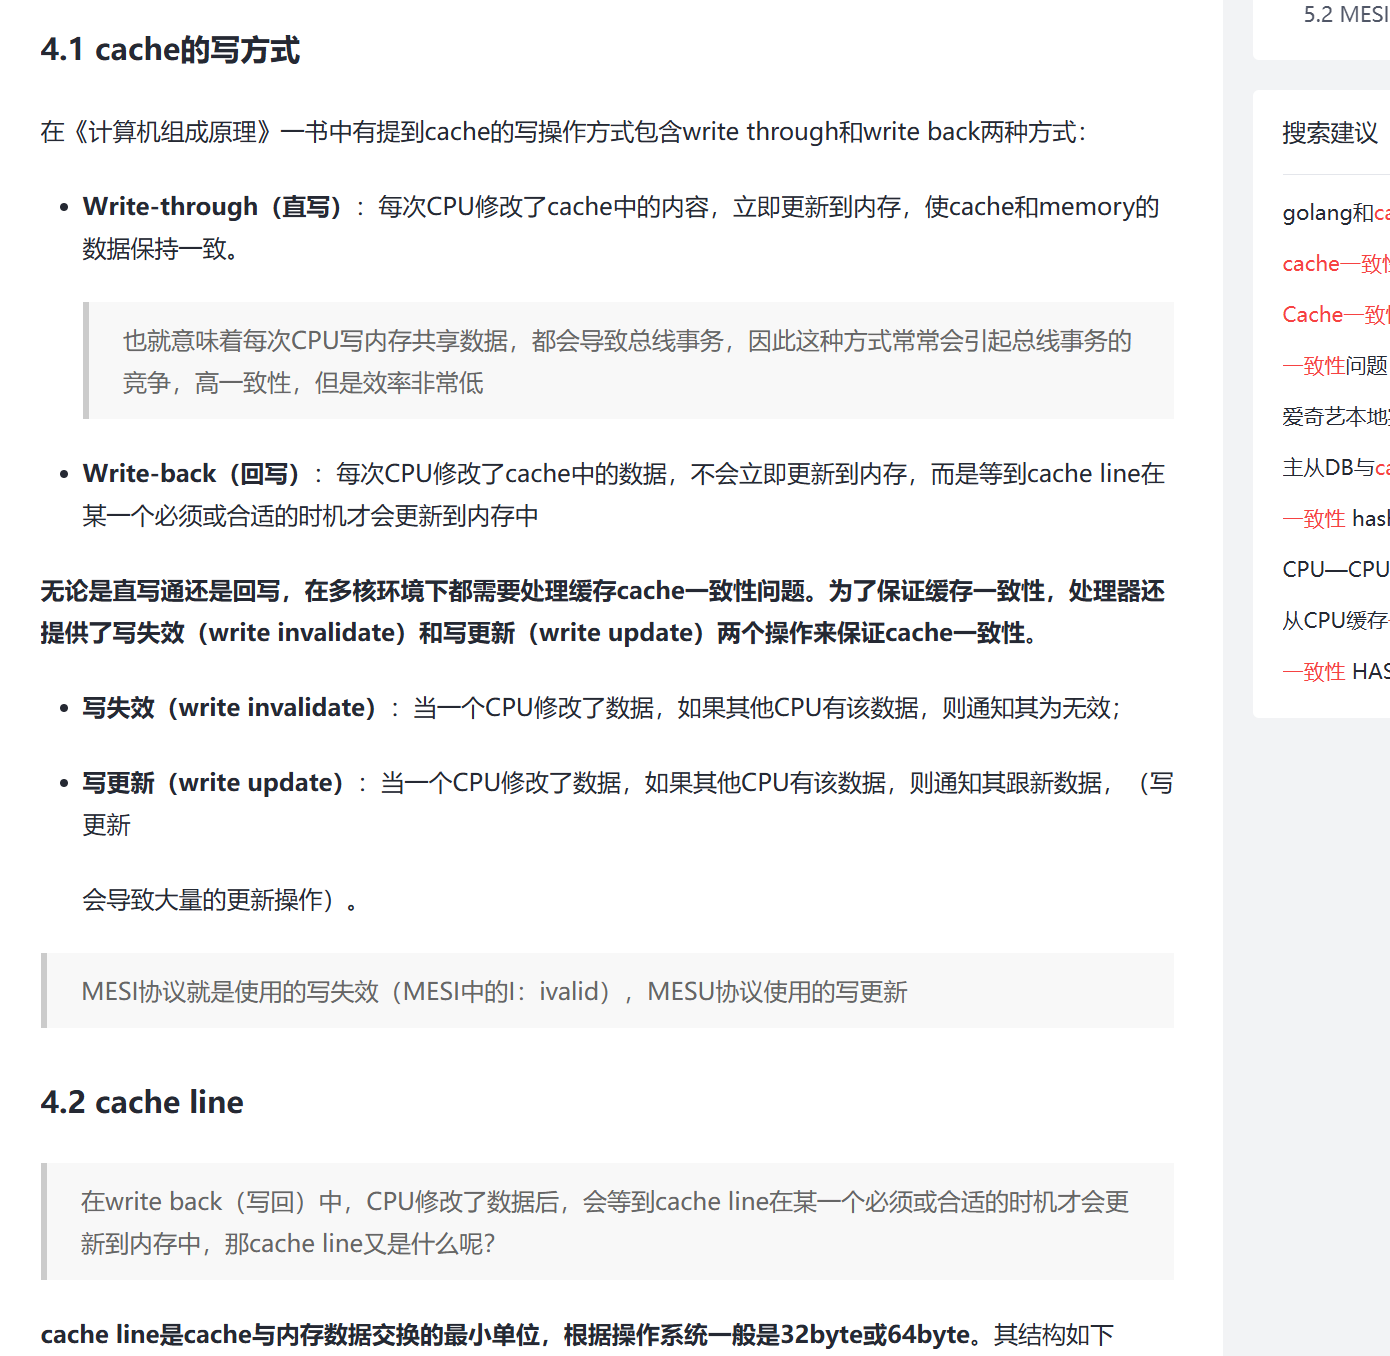 4.1 cache的写方式
在《计算机组成原理》一书中有提到cache的写操作方式包含write through和write back两种方式：
• Write-through（直写）：每次CPU修改了cache中的内容，立即更新到内存，使cache和memory的
数据保持一致。
也就意味着每次CPU写内存共享数据，都会导致总线事务，因此这种方式常常会引起总线事务的
竞争，高一致性，但是效率非常低
• Write-back（回写）：每次CPU修改了cache中的数据，不会立即更新到内存，而是等到cache line在
某一个必须或合适的时机才会更新到内存中
无论是直写通还是回写，在多核环境下都需要处理缓存cache一致性问题。为了保证缓存一致性，处理器还
提供了写失效（write invalidate）和写更新（write update）两个操作来保证cache一致性。
• 写失效（write invalidate）：当一个CPU修改了数据，如果其他CPU有该数据，则通知其为无效；
• 写更新（write update）：当一个CPU修改了数据，如果其他CPU有该数据，则通知其跟新数据，（写
更新
会导致大量的更新操作）。
MESI协议就是使用的写失效（MESI中的I：ivalid），MESU协议使用的写更新
4.2 cache line
在write back（写回）中，CPU修改了数据后，会等到cache line在某一个必须或合适的时机才会更
新到内存中，那cache line又是什么呢？
cache line是cache与内存数据交换的最小单位，根据操作系统一般是32byte或64byte。其结构如下
5.2 MESI
搜索建议
golang和ca
cache一致性
Cache一致性
一致性问题
爱奇艺本地
主从DB与ca
一致性 hash
CPU—CPU
从CPU缓存
一致性 HAS